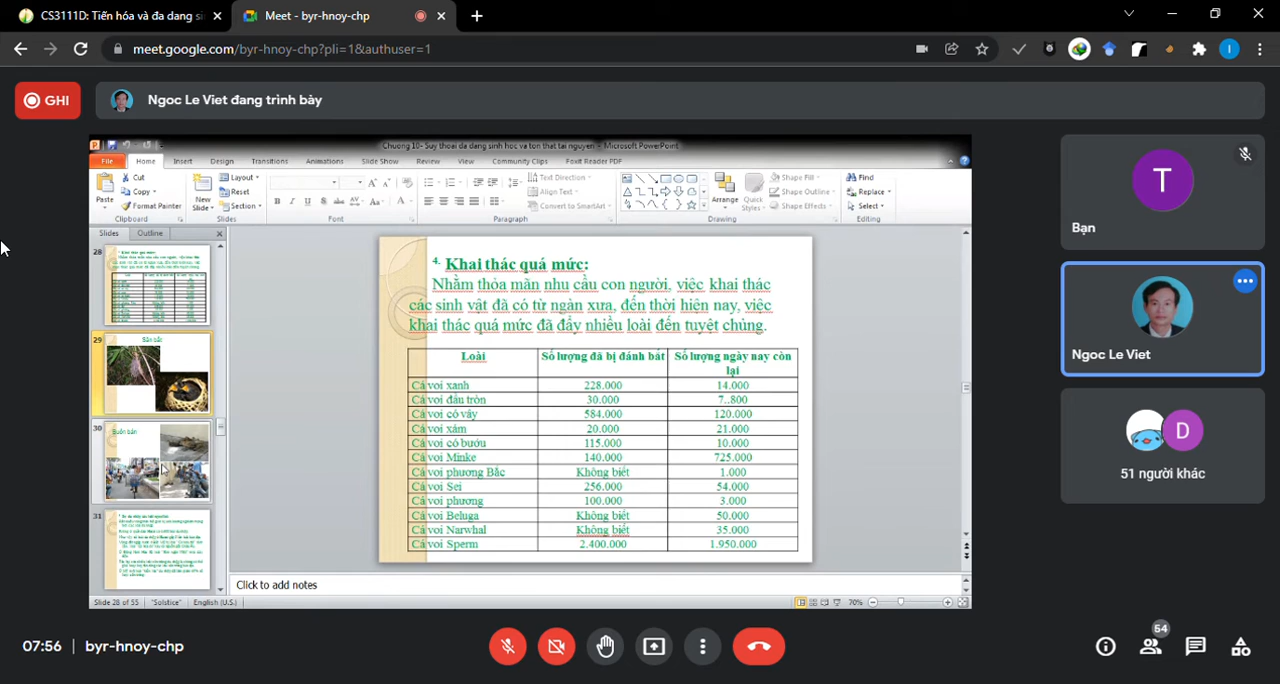 CS3111D: Tiến hóa và đa dạng si
Meet - byr-hnoy-chp
meet.google.com/byr-hnoy-chp?pli=1&authuser=1
I
GHI
Ngoc Le Viet đang trình bày
Chuong 10- Suy thoai da dang sinh hoc va ton that tai nguyen - Microsoft PowerPoint
File Home Insert Design Transitions Animations Slide Show Review View Community Clips Foxit Reader PDF
Paste
Cut
Copy
Format Painter
Clipboard
New Slide
Layout
Reset
Section
Slides
Font
Text Direction
Align Text
Convert to SmartArt
Paragraph
Arrange
Quick Styles
Shape Fill
Shape Outline
Shape Effects
Drawing
Find
Replace
Select
Editing
Slides Outline
28
29
Săn bắt
30
Buôn bán
31
4. Khai thác quá mức:
Nhằm thỏa mãn nhu cầu con người, việc khai thác
các sinh vật đã có từ ngàn xưa, đến thời hiện nay, việc
khai thác quá mức đã đẩy nhiều loài đến tuyệt chủng.
Loài Số lượng đã bị đánh bắt Số lượng ngày nay còn lại
Cá voi xanh 228.000 14.000
Cá voi đầu tròn 30.000 7..800
Cá voi có vây 584.000 120.000
Cá voi xám 20.000 21.000
Cá voi có bướu 115.000 10.000
Cá voi Minke 140.000 725.000
Cá voi phương Bắc Không biết 1.000
Cá voi Sei 256.000 54.000
Cá voi phương 100.000 3.000
Cá voi Beluga Không biết 50.000
Cá voi Narwhal Không biết 35.000
Cá voi Sperm 2.400.000 1.950.000
Click to add notes
Slide 28 of 55 "Solstice" English (U.S.) 70%
T
Bạn
Ngoc Le Viet
D
51 người khác
07:56 | byr-hnoy-chp
54